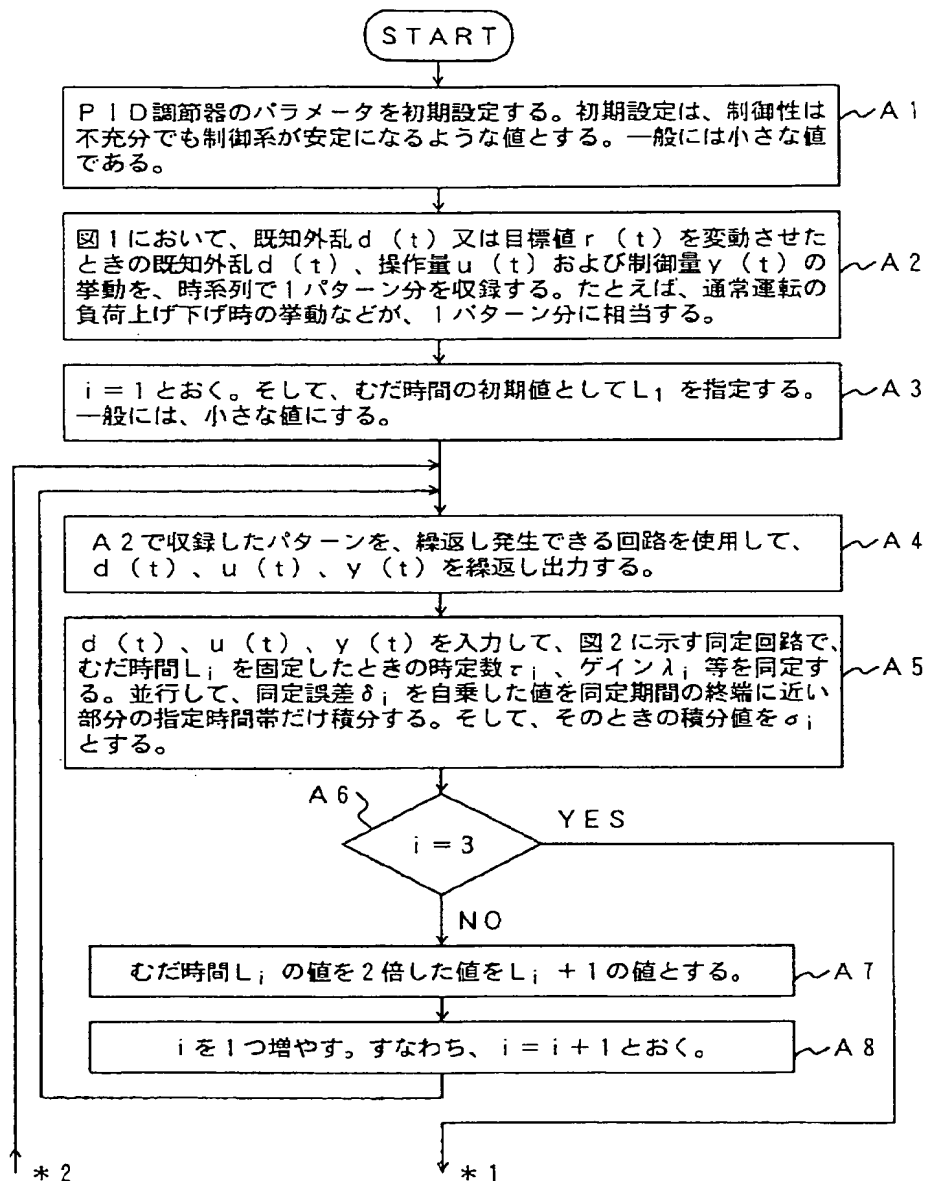 START
PID調節器のパラメータを初期設定する。初期設定は、制御性は
不充分でも制御系が安定になるような値とする。一般には小さな値
である。
A1
図1において、既知外乱d (t) 又は目標値r (t) を変動させた
ときの既知外乱d (t)、操作量u (t) および制御量y (t) の
挙動を、時系列で1パターン分を収録する。たとえば、通常運転の
負荷上げ下げ時の挙動などが、1パターン分に相当する。
A2
i=1とおく。そして、むだ時間の初期値としてL₁ を指定する。
一般には、小さな値にする。
A3
A2で収録したパターンを、繰返し発生できる回路を使用して、
d (t)、u (t)、y (t) を繰返し出力する。
A4
d (t)、u (t)、y (t) を入力して、図2に示す同定回路で、
むだ時間Lᵢ を固定したときの時定数τᵢ、ゲインλᵢ 等を同定す
る。並行して、同定誤差δᵢ を自乗した値を同定期間の終端に近い
部分の指定時間帯だけ積分する。そして、そのときの積分値をσᵢ
とする。
A5
A6
i=3
YES
NO
むだ時間Lᵢ の値を2倍した値をLᵢ +1の値とする。
A7
iを1つ増やす。すなわち、i=i+1とおく。
A8
*2
*1